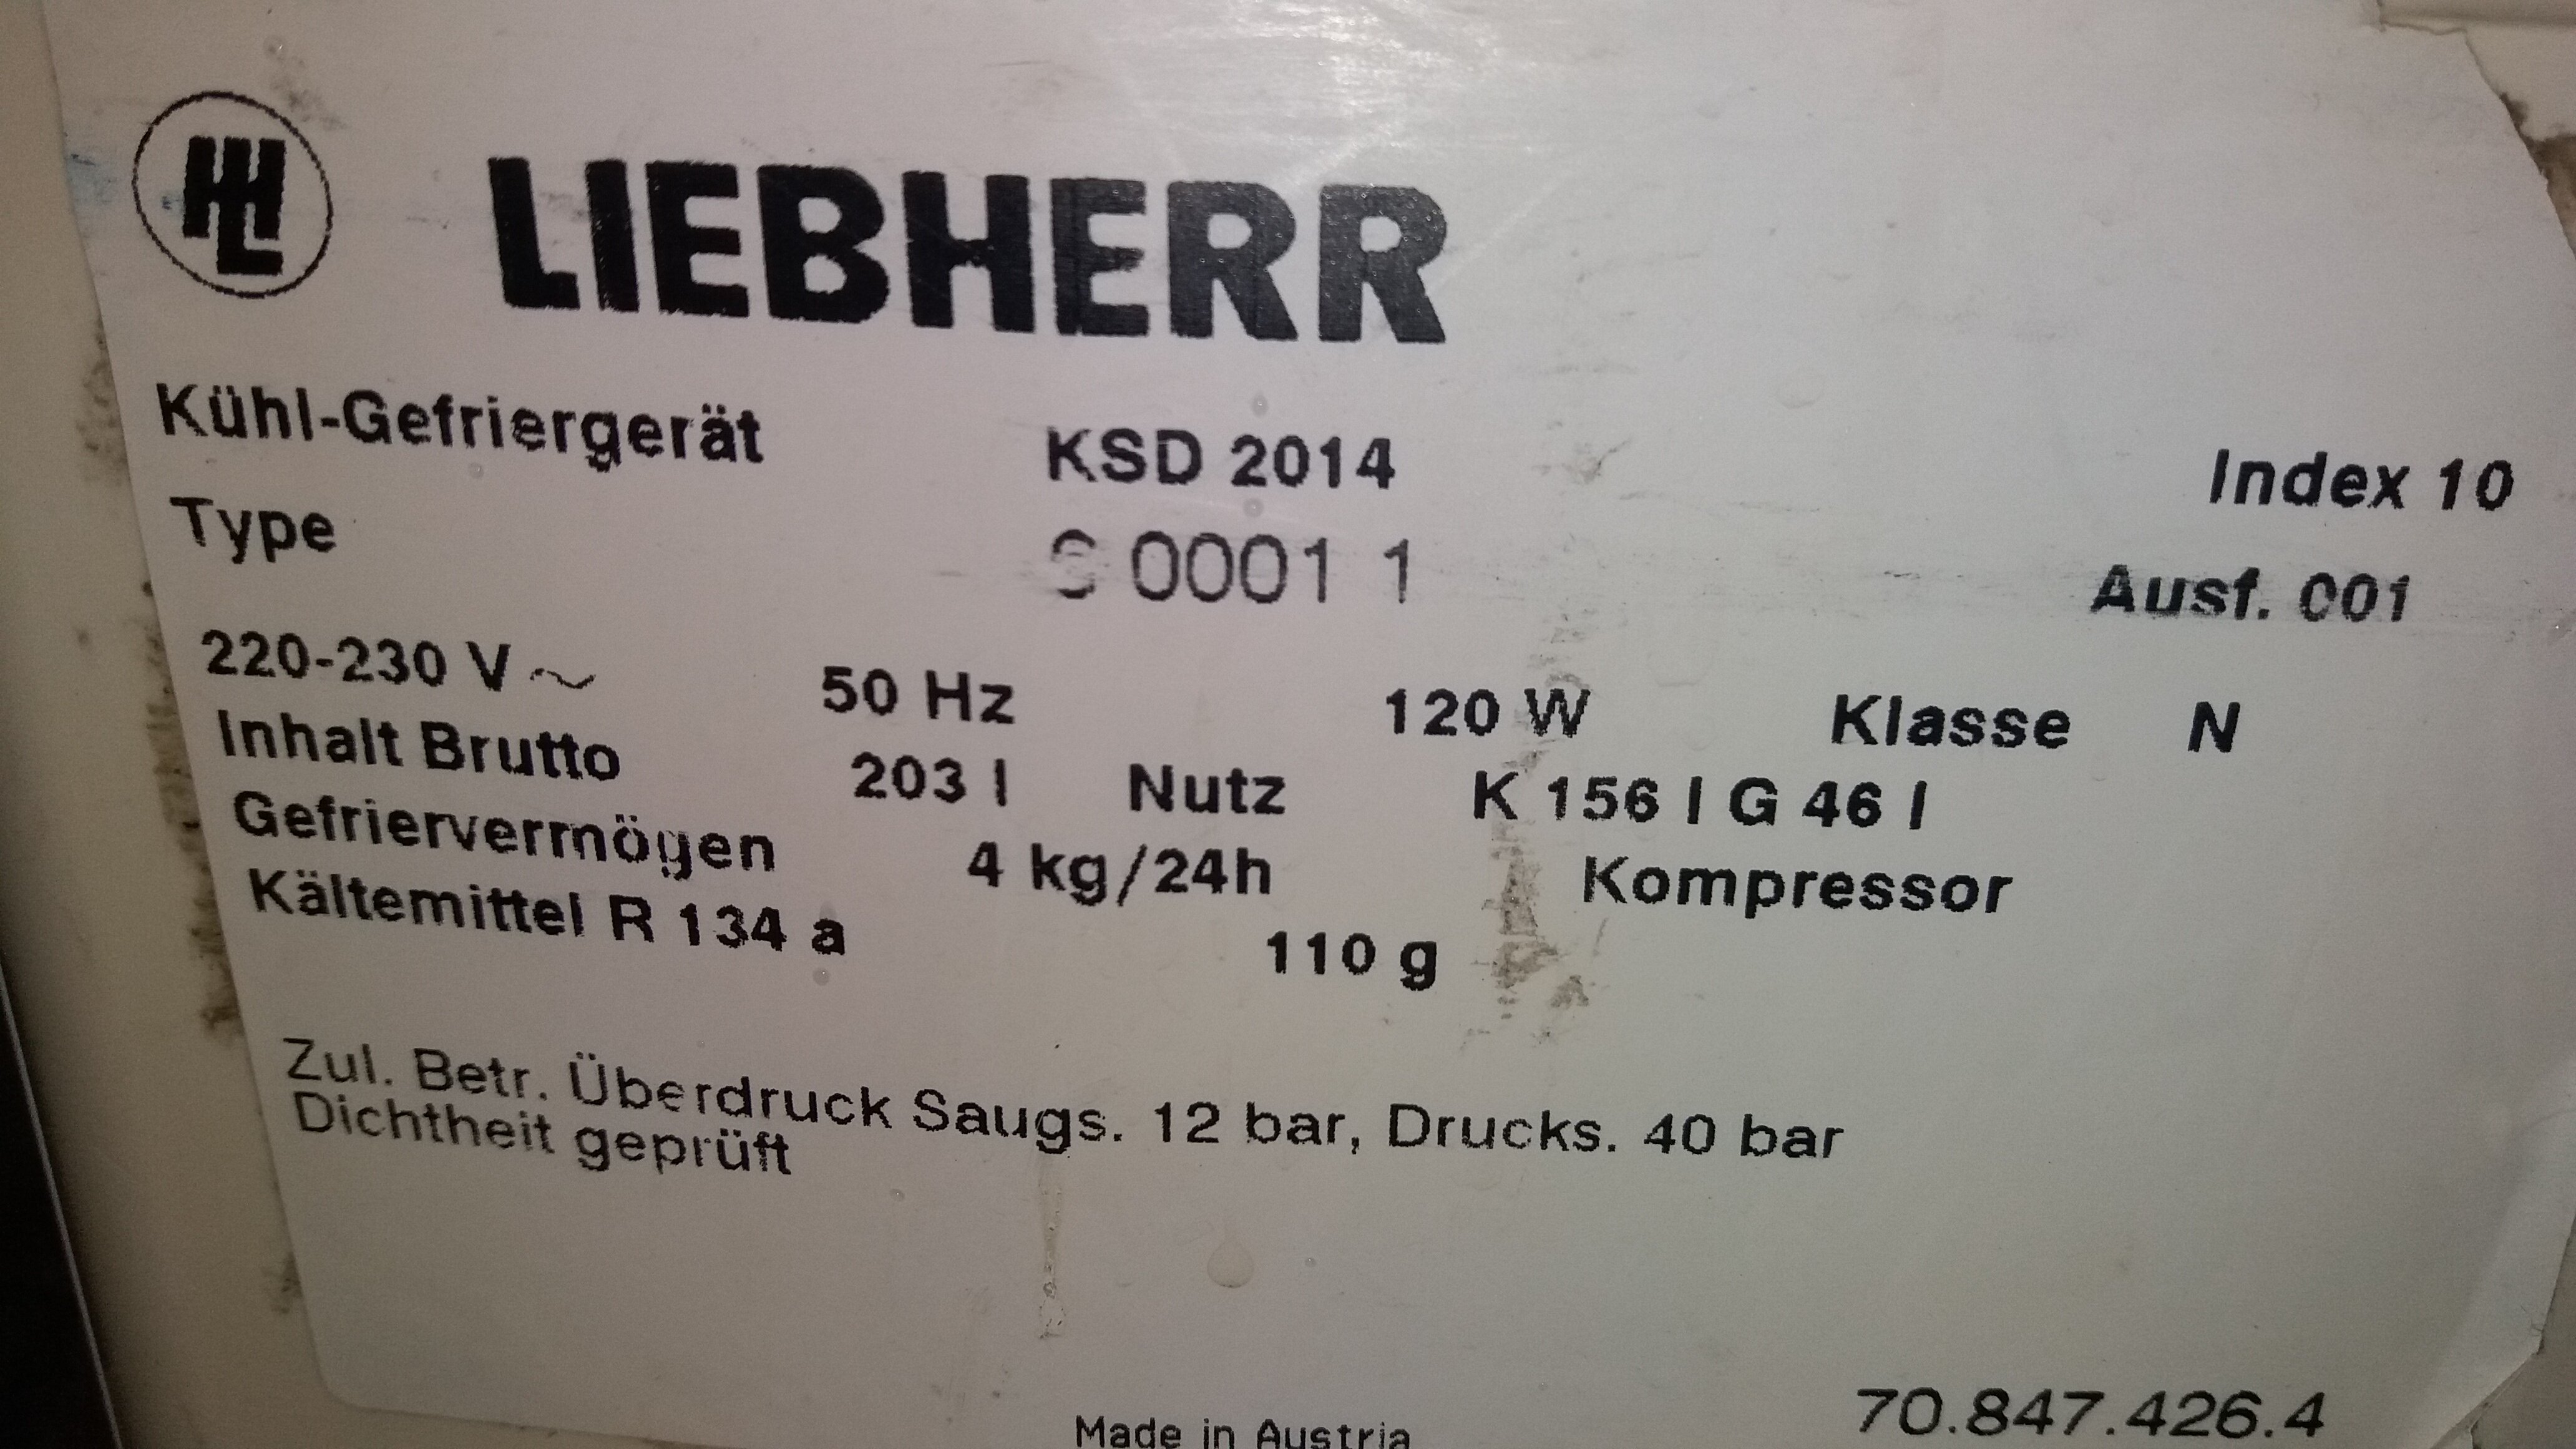 LIEBHERR
Kühl-Gefriergerät KSD 2014 Index 10
Type S 0001 1 Ausf. 001
220-230 V ~ 50 Hz 120 W Klasse N
Inhalt Brutto 203 l Nutz K 156 l G 46 l
Gefriervermögen 4 kg/24h Kompressor
Kältemittel R 134 a 110 g
Zul. Betr. Überdruck Saugs. 12 bar, Drucks. 40 bar
Dichtheit geprüft
Made in Austria 70.847.426.4